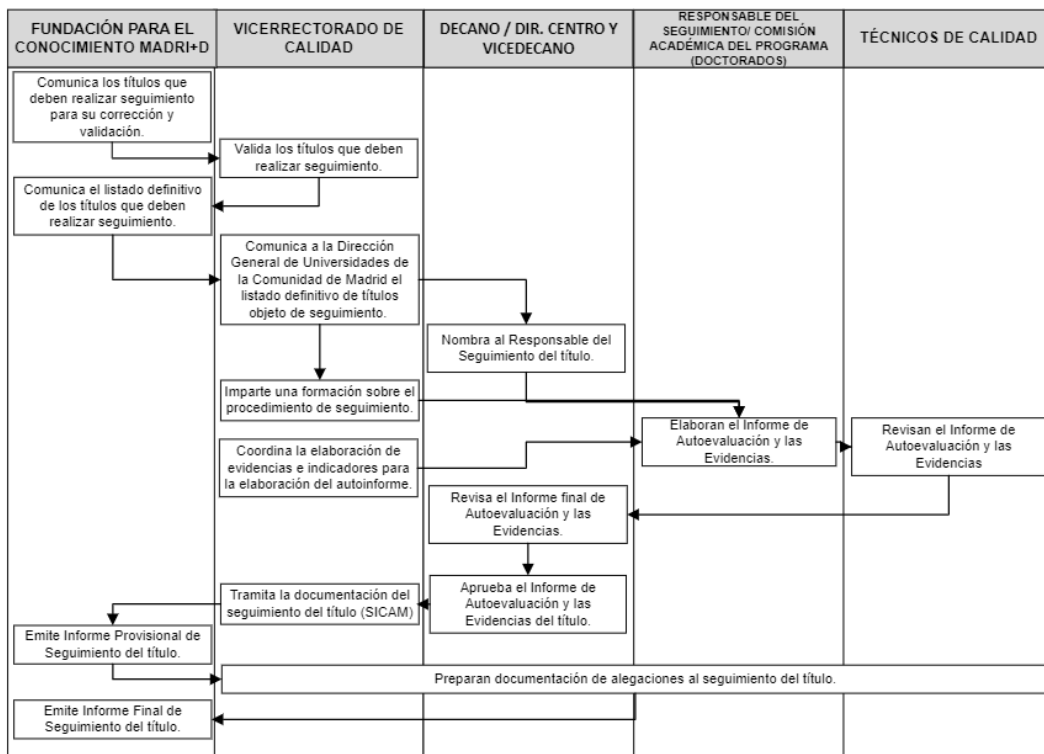 FUNDACIÓN PARA EL
CONOCIMIENTO MADRI+D
VICERRECTORADO DE
CALIDAD
DECANO / DIR. CENTRO Y
VICEDECANO
RESPONSABLE DEL
SEGUIMIENTO/ COMISIÓN
ACADÉMICA DEL PROGRAMA
(DOCTORADOS)
TÉCNICOS DE CALIDAD
Comunica los títulos que
deben realizar seguimiento
para su corrección y
validación.
Valida los títulos que deben
realizar seguimiento.
Comunica el listado definitivo
de los títulos que deben
realizar seguimiento.
Comunica a la Dirección
General de Universidades de
la Comunidad de Madrid el
listado definitivo de títulos
objeto de seguimiento.
Nombra al Responsable del
Seguimiento del título.
Imparte una formación sobre el
procedimiento de seguimiento.
Elaboran el Informe de
Autoevaluación y las
Evidencias.
Revisan el Informe de
Autoevaluación y las
Evidencias
Coordina la elaboración de
evidencias e indicadores para
la elaboración del autoinforme.
Revisa el Informe final de
Autoevaluación y las
Evidencias.
Aprueba el Informe de
Autoevaluación y las
Evidencias del título.
Tramita la documentación del
seguimiento del título (SICAM)
Emite Informe Provisional de
Seguimiento del título.
Preparan documentación de alegaciones al seguimiento del título.
Emite Informe Final de
Seguimiento del título.